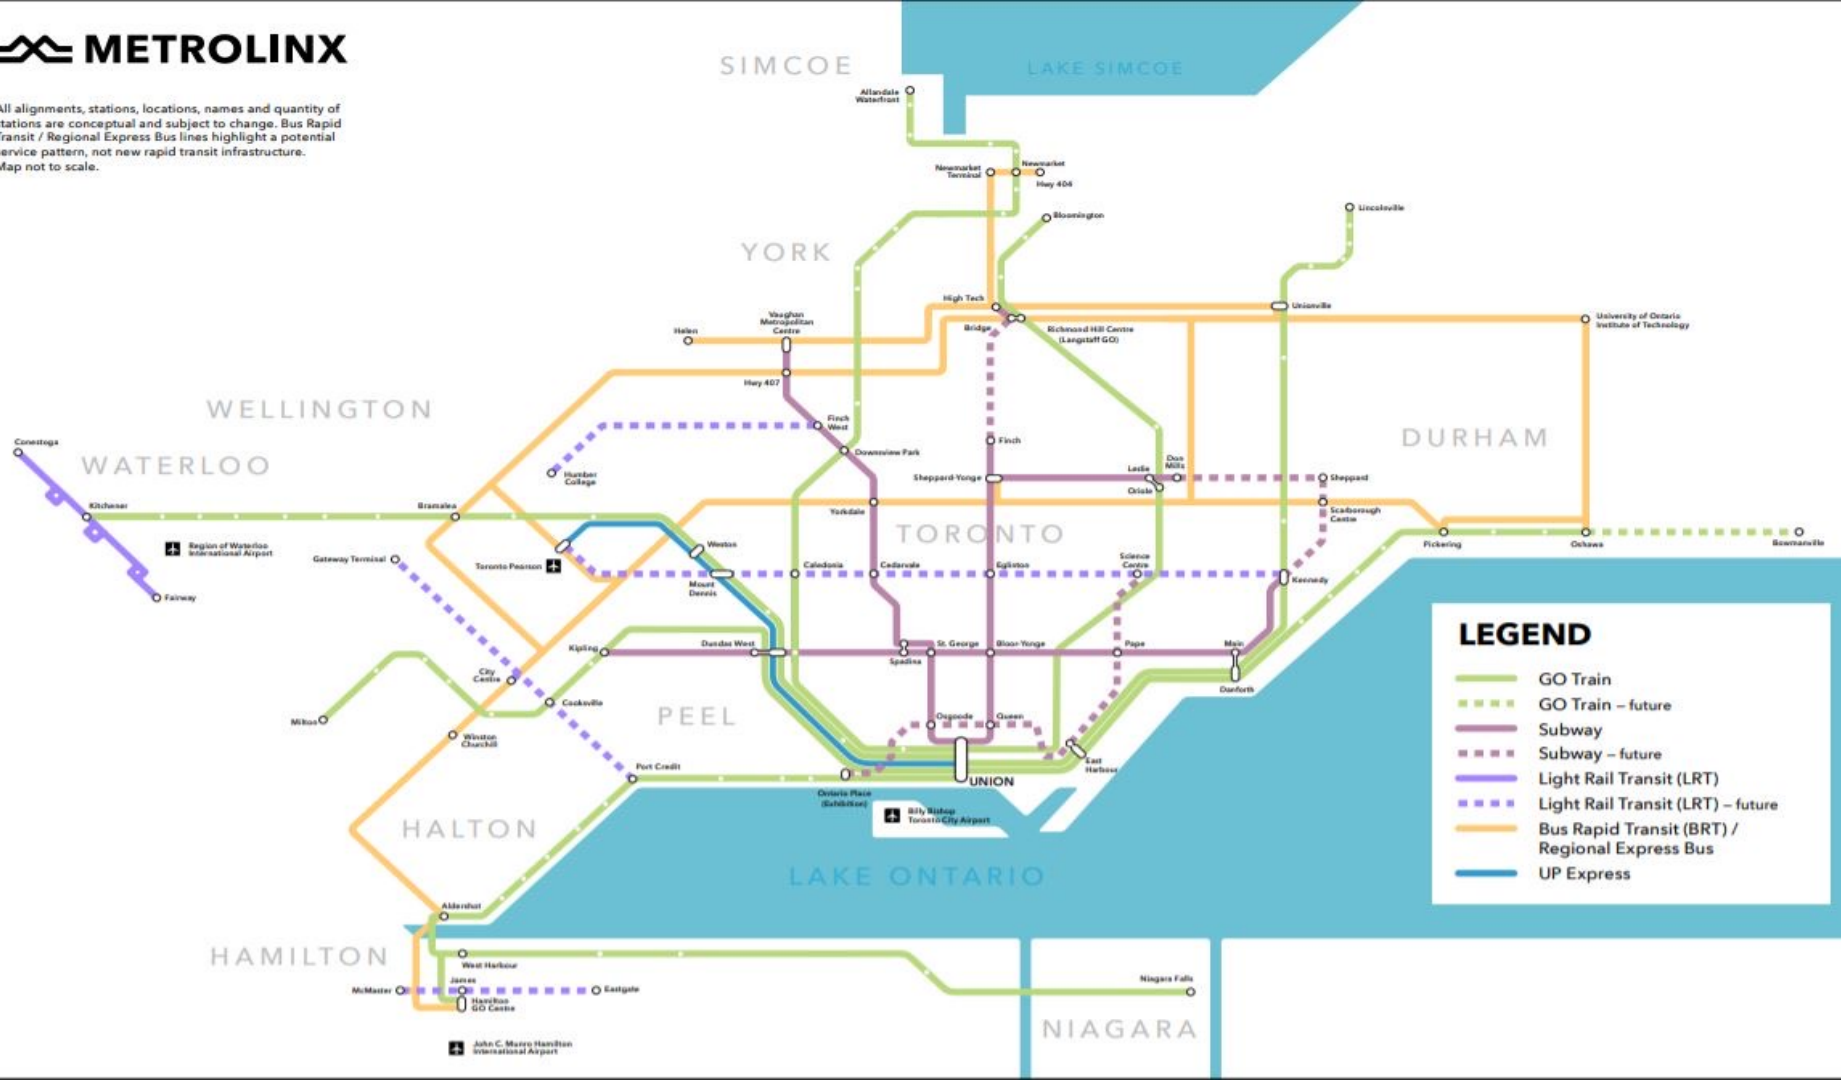 METROLINX
All alignments, stations, locations, names and quantity of
stations are conceptual and subject to change. Bus Rapid
Transit / Regional Express Bus lines highlight a potential
service pattern, not new rapid transit infrastructure.
Map not to scale.
SIMCOE
LAKE SIMCOE
Allandale
Waterfront
Newmarket
Terminal
Newmarket
Hwy 404
Bloomington
Lincolnville
YORK
High Tech
Bridge
Richmond Hill Centre
(Langstaff GO)
Unionville
University of Ontario
Institute of Technology
Helen
Vaughan
Metropolitan
Centre
Hwy 407
WELLINGTON
WATERLOO
Conestoga
Kitchener
Fairway
Region of Waterloo
International Airport
Bramalea
Gateway Terminal
Humber
College
Finch
West
Downsview Park
Finch
Sheppard-Yonge
Leslie
Oriole
Don
Mills
Sheppard
DURHAM
Yorkdale
Scarborough
Centre
TORONTO
Pickering
Oshawa
Bowmanville
Toronto Pearson
Weston
Mount
Dennis
Caledonia
Cedarvale
Eglinton
Science
Centre
Kennedy
Kipling
Dundas West
Spadina
St. George
Bloor-Yonge
Pape
Main
Danforth
City
Centre
Cooksville
Milton
Winston
Churchill
PEEL
Osgoode
Queen
Port Credit
Ontario Place
(Exhibition)
UNION
East
Harbour
Billy Bishop
Toronto City Airport
HALTON
LAKE ONTARIO
Aldershot
HAMILTON
West Harbour
McMaster
James
Eastgate
Hamilton
GO Centre
John C. Munro Hamilton
International Airport
Niagara Falls
NIAGARA
LEGEND
GO Train
GO Train – future
Subway
Subway – future
Light Rail Transit (LRT)
Light Rail Transit (LRT) – future
Bus Rapid Transit (BRT) /
Regional Express Bus
UP Express